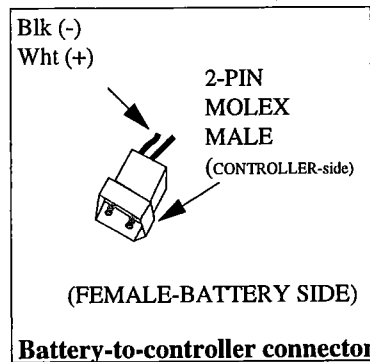 Blk (-)
Wht (+)
2-PIN
MOLEX
MALE
(CONTROLLER-side)
(FEMALE-BATTERY SIDE)
Battery-to-controller connector